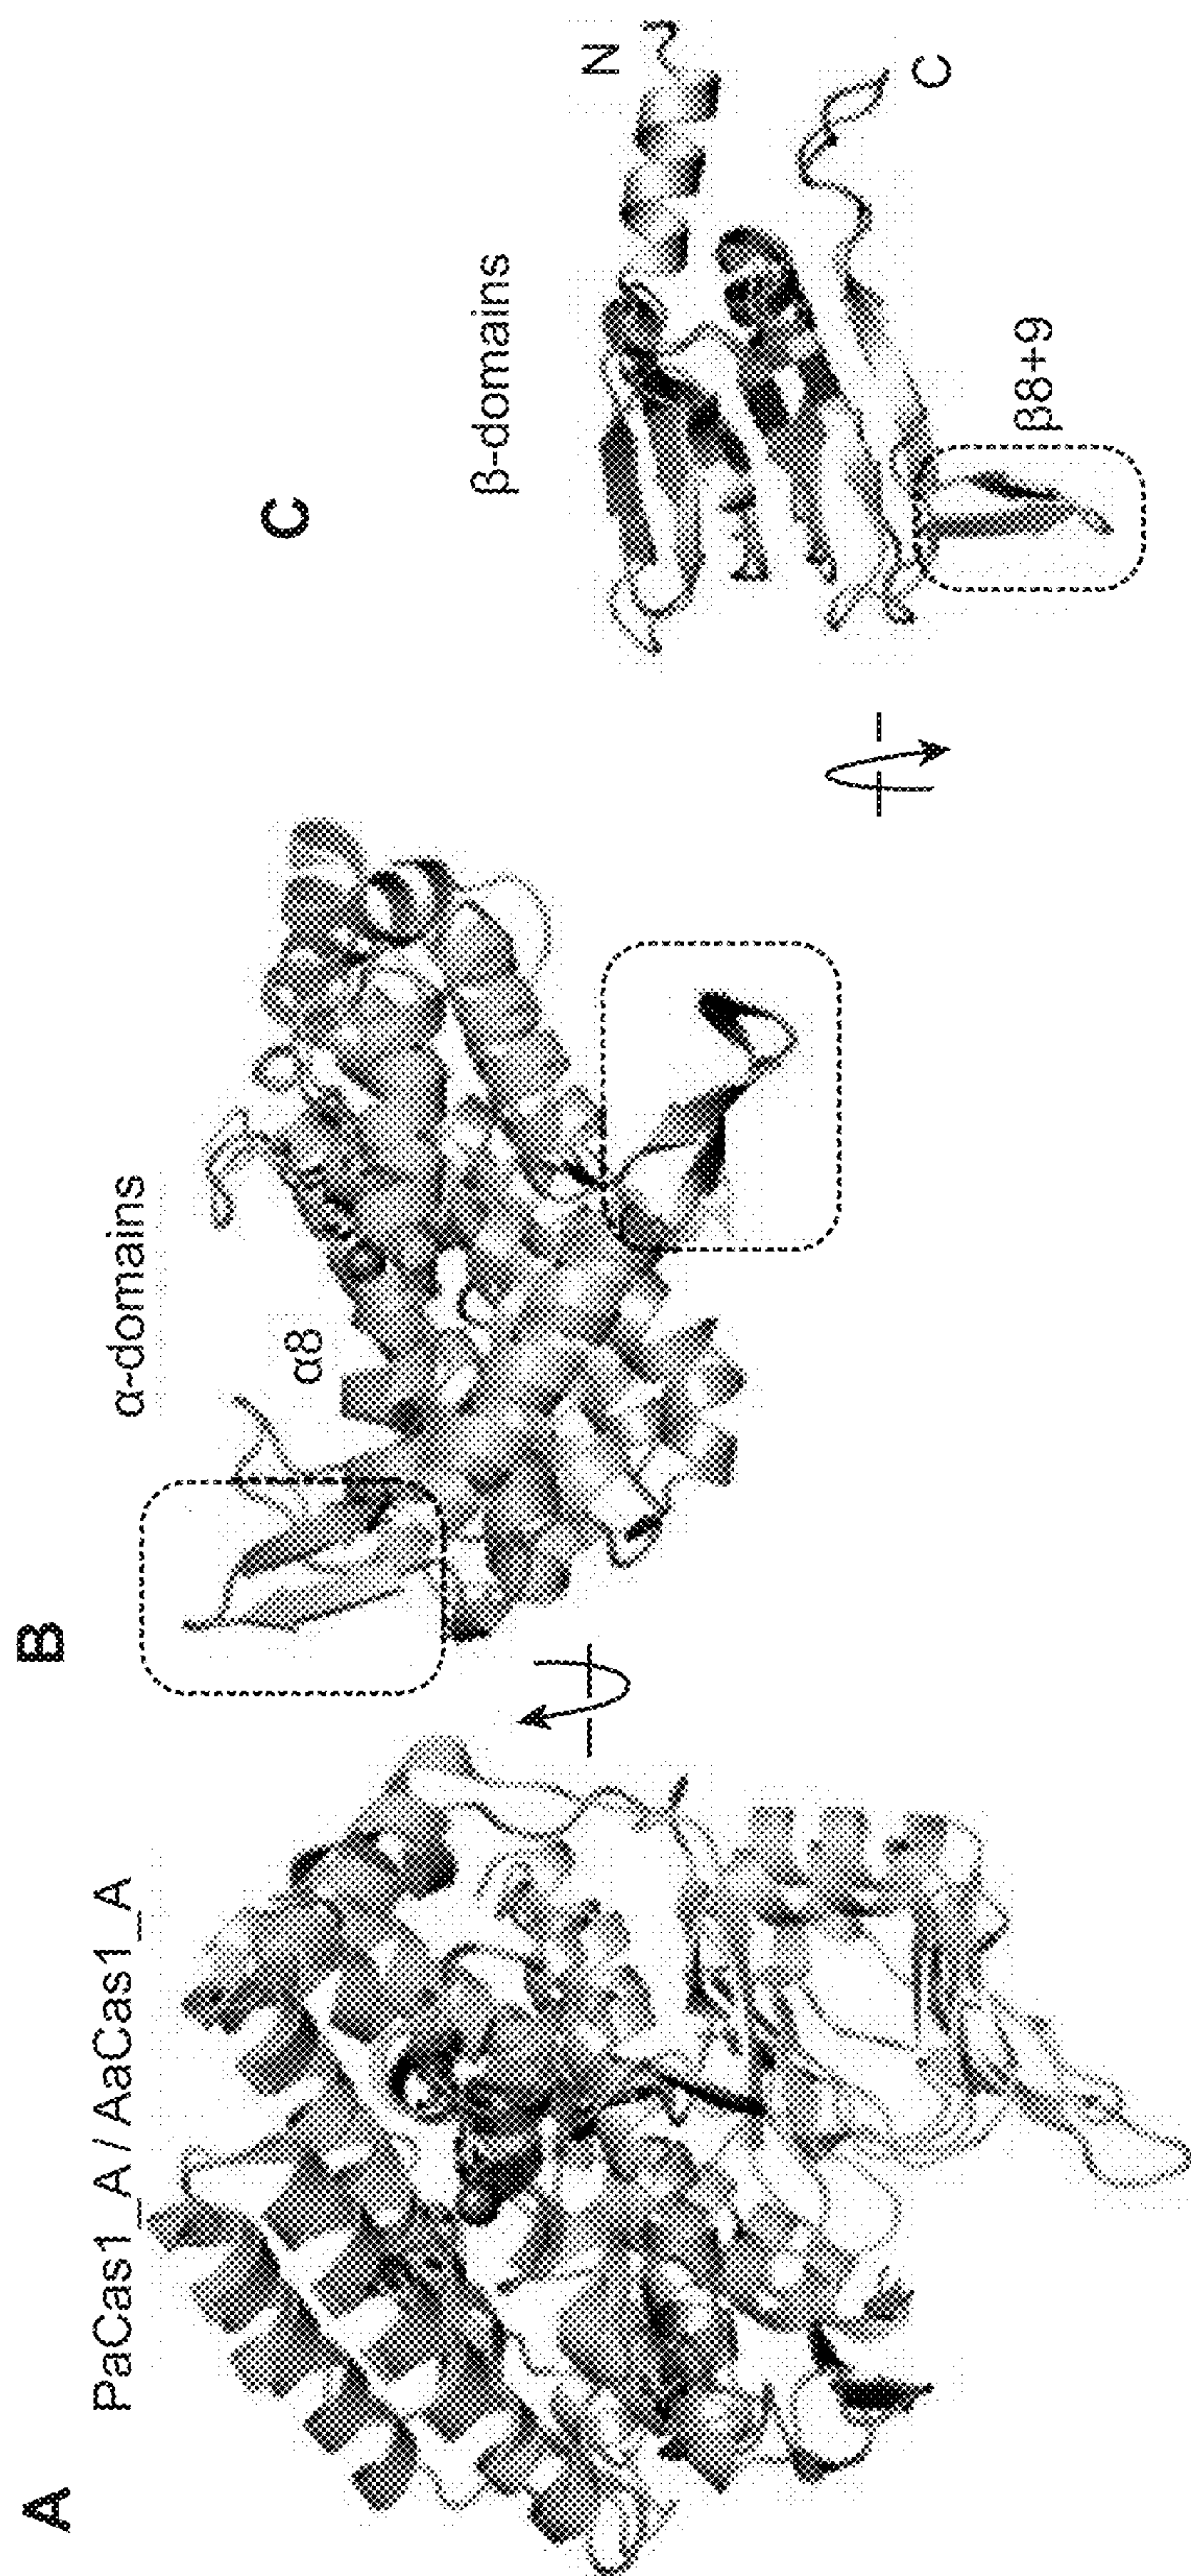 A
PaCas1_A / AaCas1_A
B
α-domains
α8
C
β-domains
N
C
β8+9